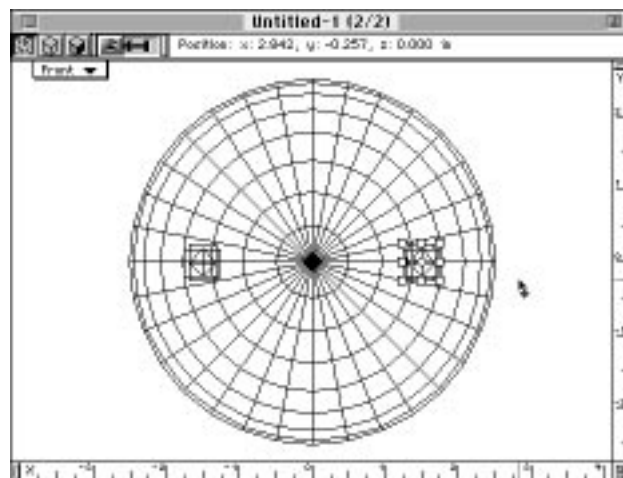 Untitled-1 (2/2)
Position: x: 2.942, y: -0.257, z: 0.000 in
Front
X
Y